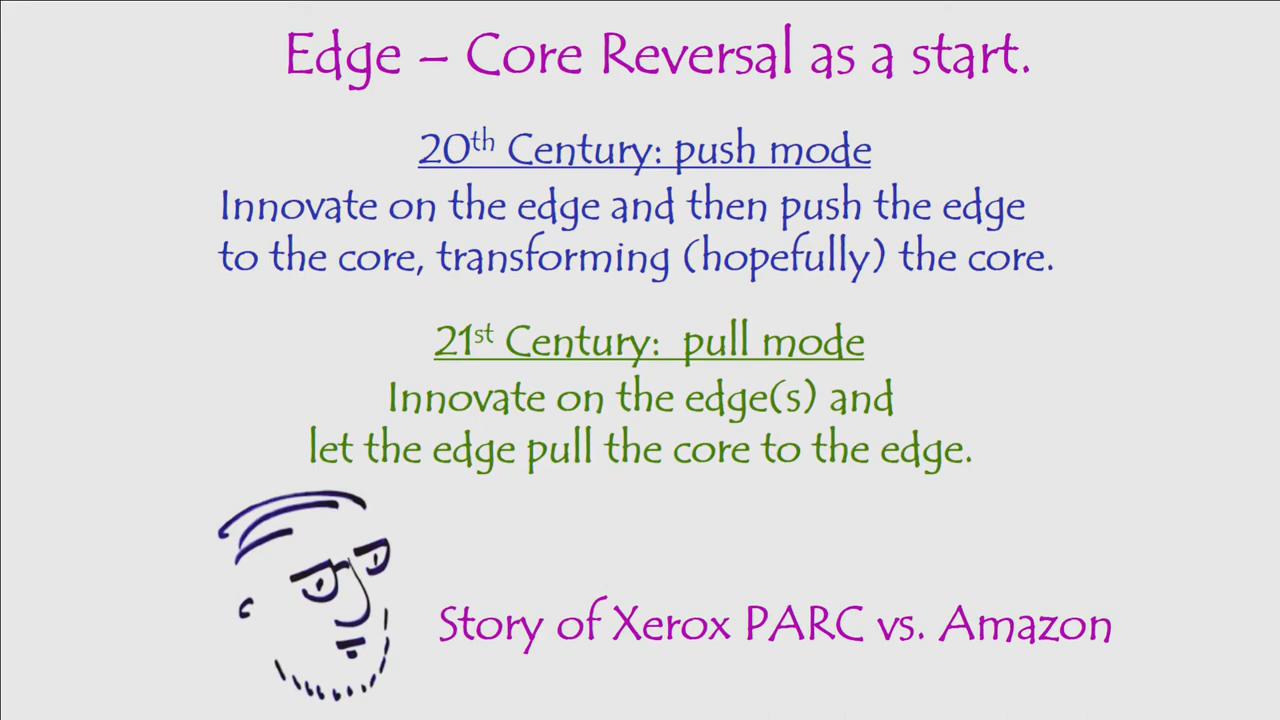 Edge – Core Reversal as a start.
20th Century: push mode
Innovate on the edge and then push the edge
to the core, transforming (hopefully) the core.
21st Century: pull mode
Innovate on the edge(s) and
let the edge pull the core to the edge.
Story of Xerox PARC vs. Amazon